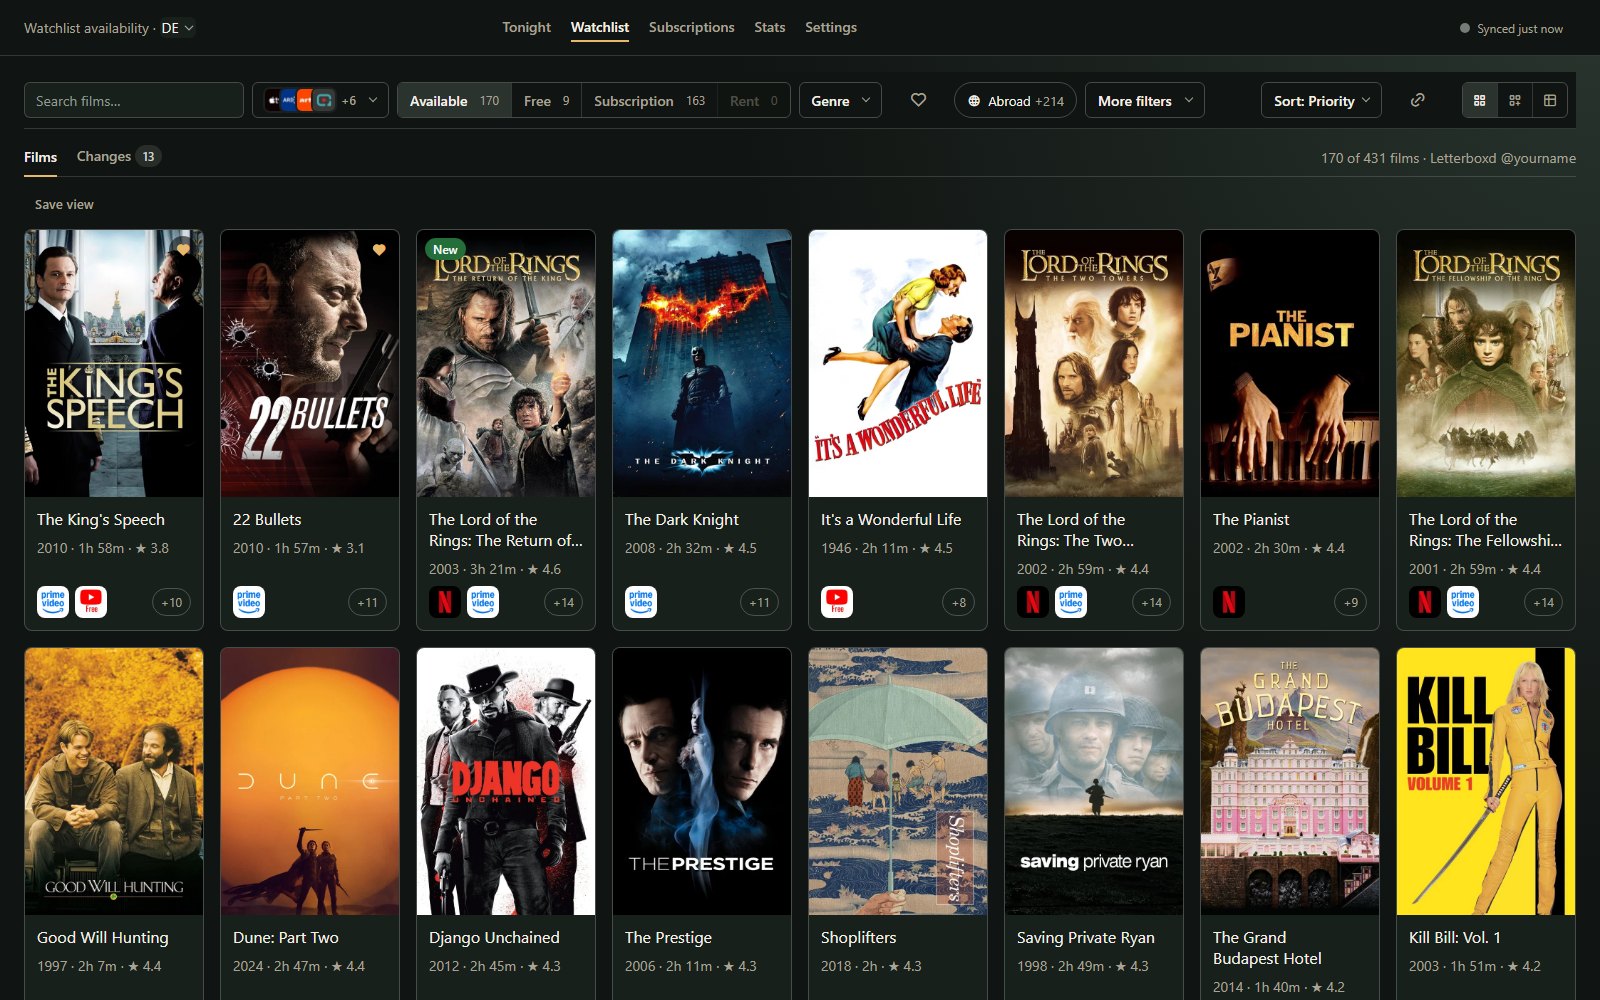 Watchlist availability · DE
Tonight
Watchlist
Subscriptions
Stats
Settings
Synced just now
Search films...
+6
Available 170
Free 9
Subscription 163
Rent 0
Genre
Abroad +214
More filters
Sort: Priority
Films
Changes 13
170 of 431 films · Letterboxd @yourname
Save view
THE KING'S
SPEECH
22 BULLETS
New
THE LORD OF THE RINGS
THE RETURN OF THE KING
THE DARK KNIGHT
IT'S A WONDERFUL LIFE
THE LORD OF THE RINGS
THE TWO TOWERS
THE
PIANIST
THE LORD OF THE RINGS
THE FELLOWSHIP OF THE RING
The King's Speech
2010 · 1h 58m · ★ 3.8
prime video
Free
+10
22 Bullets
2010 · 1h 57m · ★ 3.1
prime video
+11
The Lord of the
Rings: The Return of...
2003 · 3h 21m · ★ 4.6
N
prime video
+14
The Dark Knight
2008 · 2h 32m · ★ 4.5
prime video
+11
It's a Wonderful Life
1946 · 2h 11m · ★ 4.5
Free
+8
The Lord of the
Rings: The Two...
2002 · 2h 59m · ★ 4.4
N
prime video
+14
The Pianist
2002 · 2h 30m · ★ 4.4
N
+9
The Lord of the
Rings: The Fellowshi...
2001 · 2h 59m · ★ 4.4
N
prime video
+14
GOOD WILL HUNTING
DUNE
PART TWO
DJANGO
UNCHAINED
THE PRESTIGE
Shoplifters
saving private ryan
THE
GRAND
BUDAPEST
HOTEL
KILL
BILL
VOLUME 1
Good Will Hunting
1997 · 2h 7m · ★ 4.4
Dune: Part Two
2024 · 2h 47m · ★ 4.4
Django Unchained
2012 · 2h 45m · ★ 4.3
The Prestige
2006 · 2h 11m · ★ 4.3
Shoplifters
2018 · 2h · ★ 4.3
Saving Private Ryan
1998 · 2h 49m · ★ 4.3
The Grand
Budapest Hotel
2014 · 1h 40m · ★ 4.2
Kill Bill: Vol. 1
2003 · 1h 51m · ★ 4.2